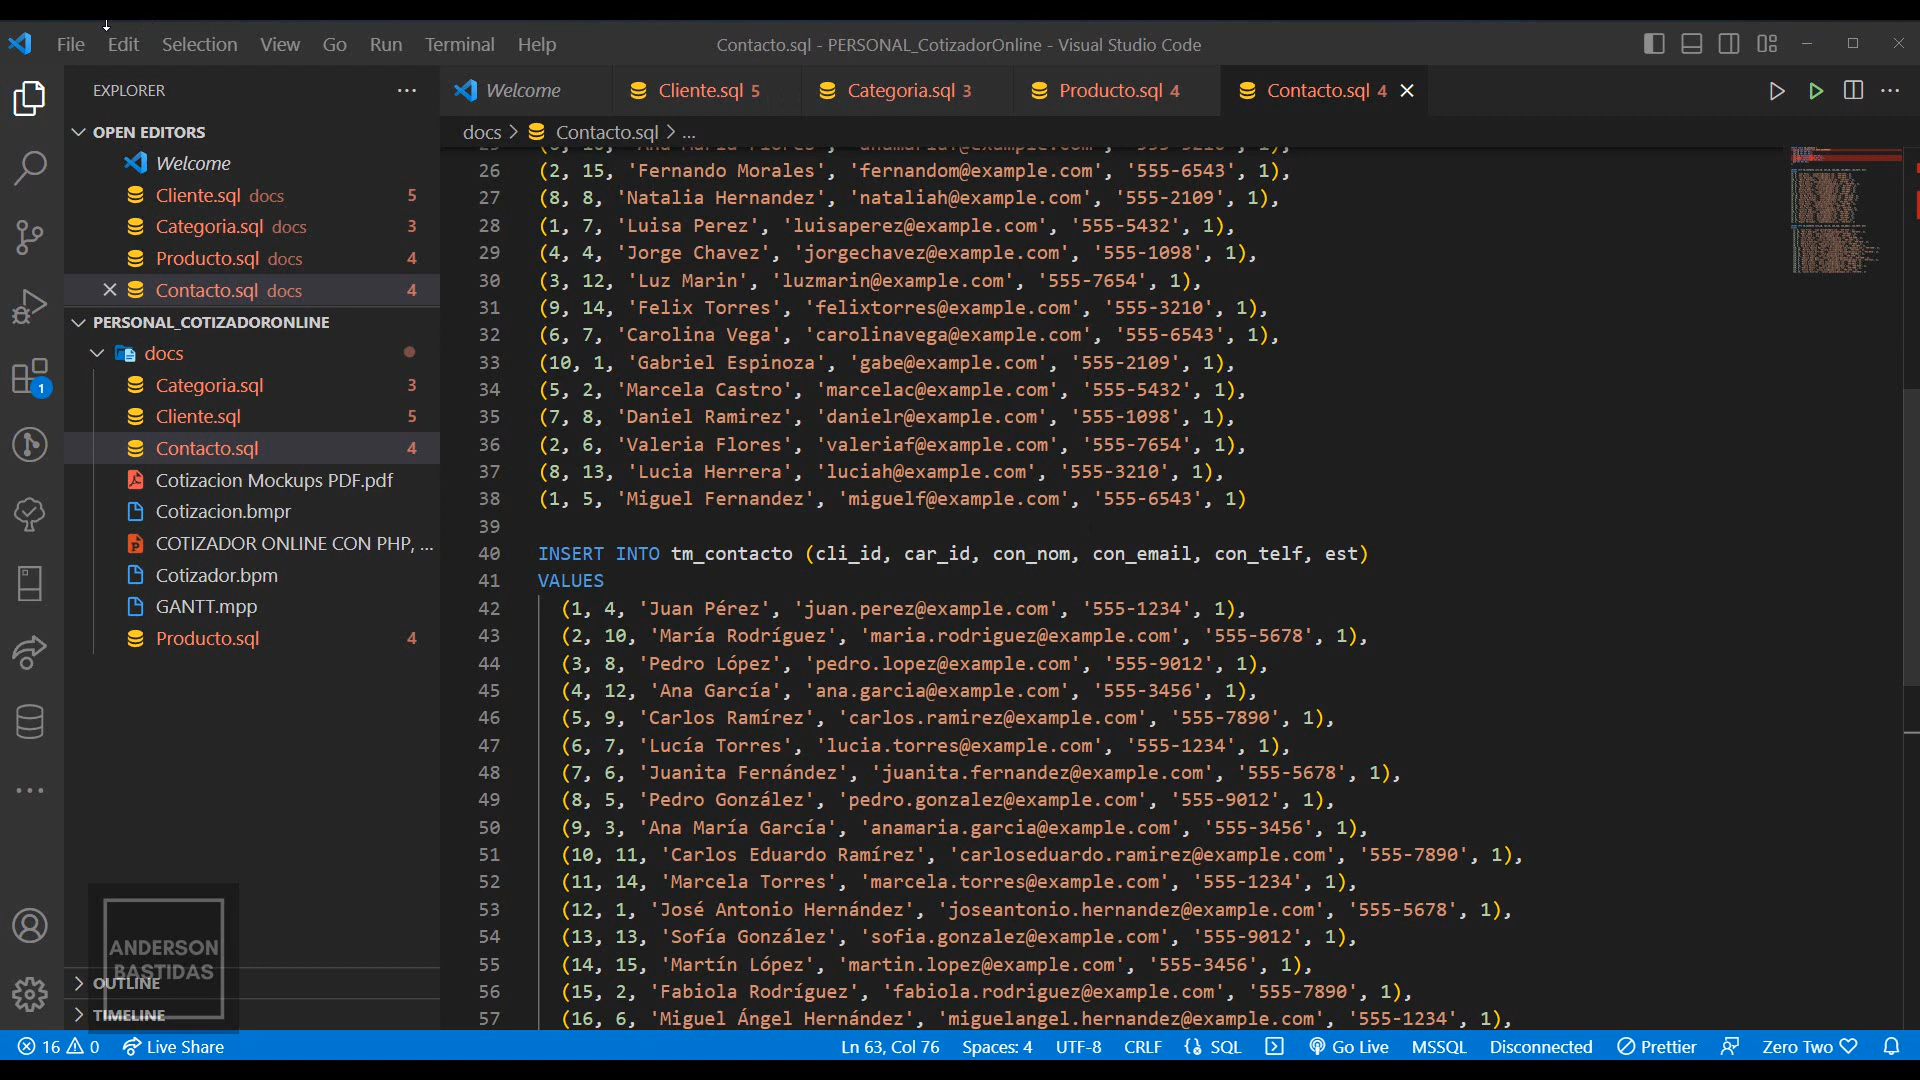 File Edit Selection View Go Run Terminal Help
Contacto.sql - PERSONAL_CotizadorOnline - Visual Studio Code
EXPLORER
OPEN EDITORS
Welcome
Cliente.sql docs 5
Categoria.sql docs 3
Producto.sql docs 4
Contacto.sql docs 4
PERSONAL_COTIZADORONLINE
docs
Categoria.sql 3
Cliente.sql 5
Contacto.sql 4
Cotizacion Mockups PDF.pdf
Cotizacion.bmpr
COTIZADOR ONLINE CON PHP, ...
Cotizador.bpm
GANTT.mpp
Producto.sql 4
1
ANDERSON
BASTIDAS
OUTLINE
TIMELINE
Welcome
Cliente.sql 5
Categoria.sql 3
Producto.sql 4
Contacto.sql 4
docs > Contacto.sql > ...
26 (2, 15, 'Fernando Morales', 'fernandom@example.com', '555-6543', 1),
27 (8, 8, 'Natalia Hernandez', 'nataliah@example.com', '555-2109', 1),
28 (1, 7, 'Luisa Perez', 'luisaperez@example.com', '555-5432', 1),
29 (4, 4, 'Jorge Chavez', 'jorgechavez@example.com', '555-1098', 1),
30 (3, 12, 'Luz Marin', 'luzmarin@example.com', '555-7654', 1),
31 (9, 14, 'Felix Torres', 'felixtorres@example.com', '555-3210', 1),
32 (6, 7, 'Carolina Vega', 'carolinavega@example.com', '555-6543', 1),
33 (10, 1, 'Gabriel Espinoza', 'gabe@example.com', '555-2109', 1),
34 (5, 2, 'Marcela Castro', 'marcelac@example.com', '555-5432', 1),
35 (7, 8, 'Daniel Ramirez', 'danielr@example.com', '555-1098', 1),
36 (2, 6, 'Valeria Flores', 'valeriaf@example.com', '555-7654', 1),
37 (8, 13, 'Lucia Herrera', 'luciah@example.com', '555-3210', 1),
38 (1, 5, 'Miguel Fernandez', 'miguelf@example.com', '555-6543', 1)
39
40 INSERT INTO tm_contacto (cli_id, car_id, con_nom, con_email, con_telf, est)
41 VALUES
42 (1, 4, 'Juan Pérez', 'juan.perez@example.com', '555-1234', 1),
43 (2, 10, 'María Rodríguez', 'maria.rodriguez@example.com', '555-5678', 1),
44 (3, 8, 'Pedro López', 'pedro.lopez@example.com', '555-9012', 1),
45 (4, 12, 'Ana García', 'ana.garcia@example.com', '555-3456', 1),
46 (5, 9, 'Carlos Ramírez', 'carlos.ramirez@example.com', '555-7890', 1),
47 (6, 7, 'Lucía Torres', 'lucia.torres@example.com', '555-1234', 1),
48 (7, 6, 'Juanita Fernández', 'juanita.fernandez@example.com', '555-5678', 1),
49 (8, 5, 'Pedro González', 'pedro.gonzalez@example.com', '555-9012', 1),
50 (9, 3, 'Ana María García', 'anamaria.garcia@example.com', '555-3456', 1),
51 (10, 11, 'Carlos Eduardo Ramírez', 'carloseduardo.ramirez@example.com', '555-7890', 1),
52 (11, 14, 'Marcela Torres', 'marcela.torres@example.com', '555-1234', 1),
53 (12, 1, 'José Antonio Hernández', 'joseantonio.hernandez@example.com', '555-5678', 1),
54 (13, 13, 'Sofía González', 'sofia.gonzalez@example.com', '555-9012', 1),
55 (14, 15, 'Martín López', 'martin.lopez@example.com', '555-3456', 1),
56 (15, 2, 'Fabiola Rodríguez', 'fabiola.rodriguez@example.com', '555-7890', 1),
57 (16, 6, 'Miguel Ángel Hernández', 'miguelangel.hernandez@example.com', '555-1234', 1),
16 0 Live Share Ln 63, Col 76 Spaces: 4 UTF-8 CRLF SQL Go Live MSSQL Disconnected Prettier Zero Two